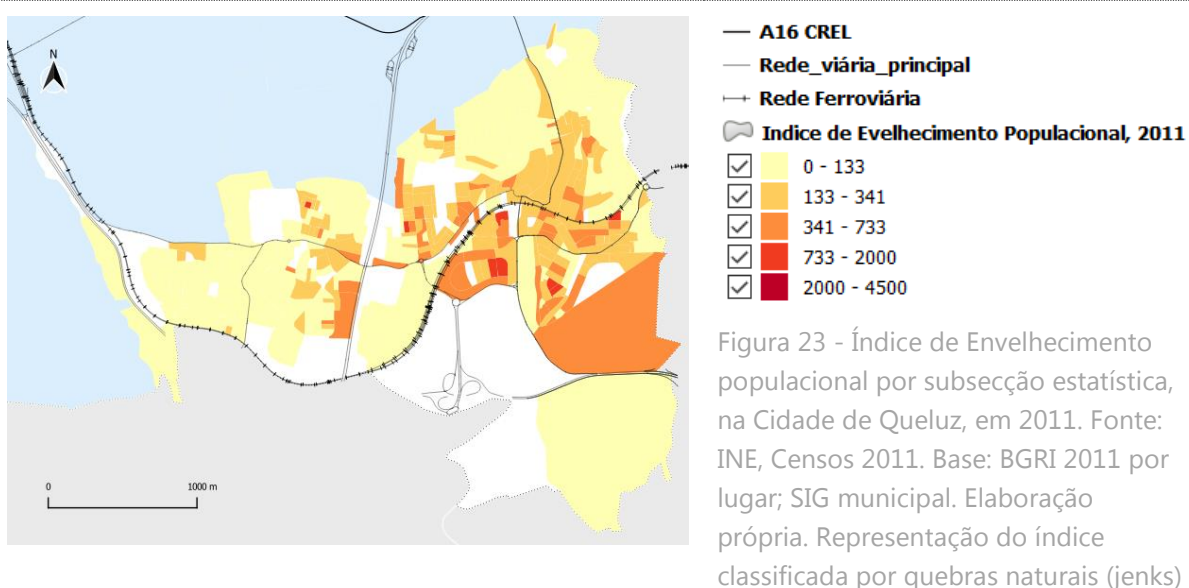 N
0 1000 m
A16 CREL
Rede_viária_principal
Rede Ferroviária
Indice de Evelhecimento Populacional, 2011
0 - 133
133 - 341
341 - 733
733 - 2000
2000 - 4500
Figura 23 - Índice de Envelhecimento
populacional por subsecção estatística,
na Cidade de Queluz, em 2011. Fonte:
INE, Censos 2011. Base: BGRI 2011 por
lugar; SIG municipal. Elaboração
própria. Representação do índice
classificada por quebras naturais (jenks)